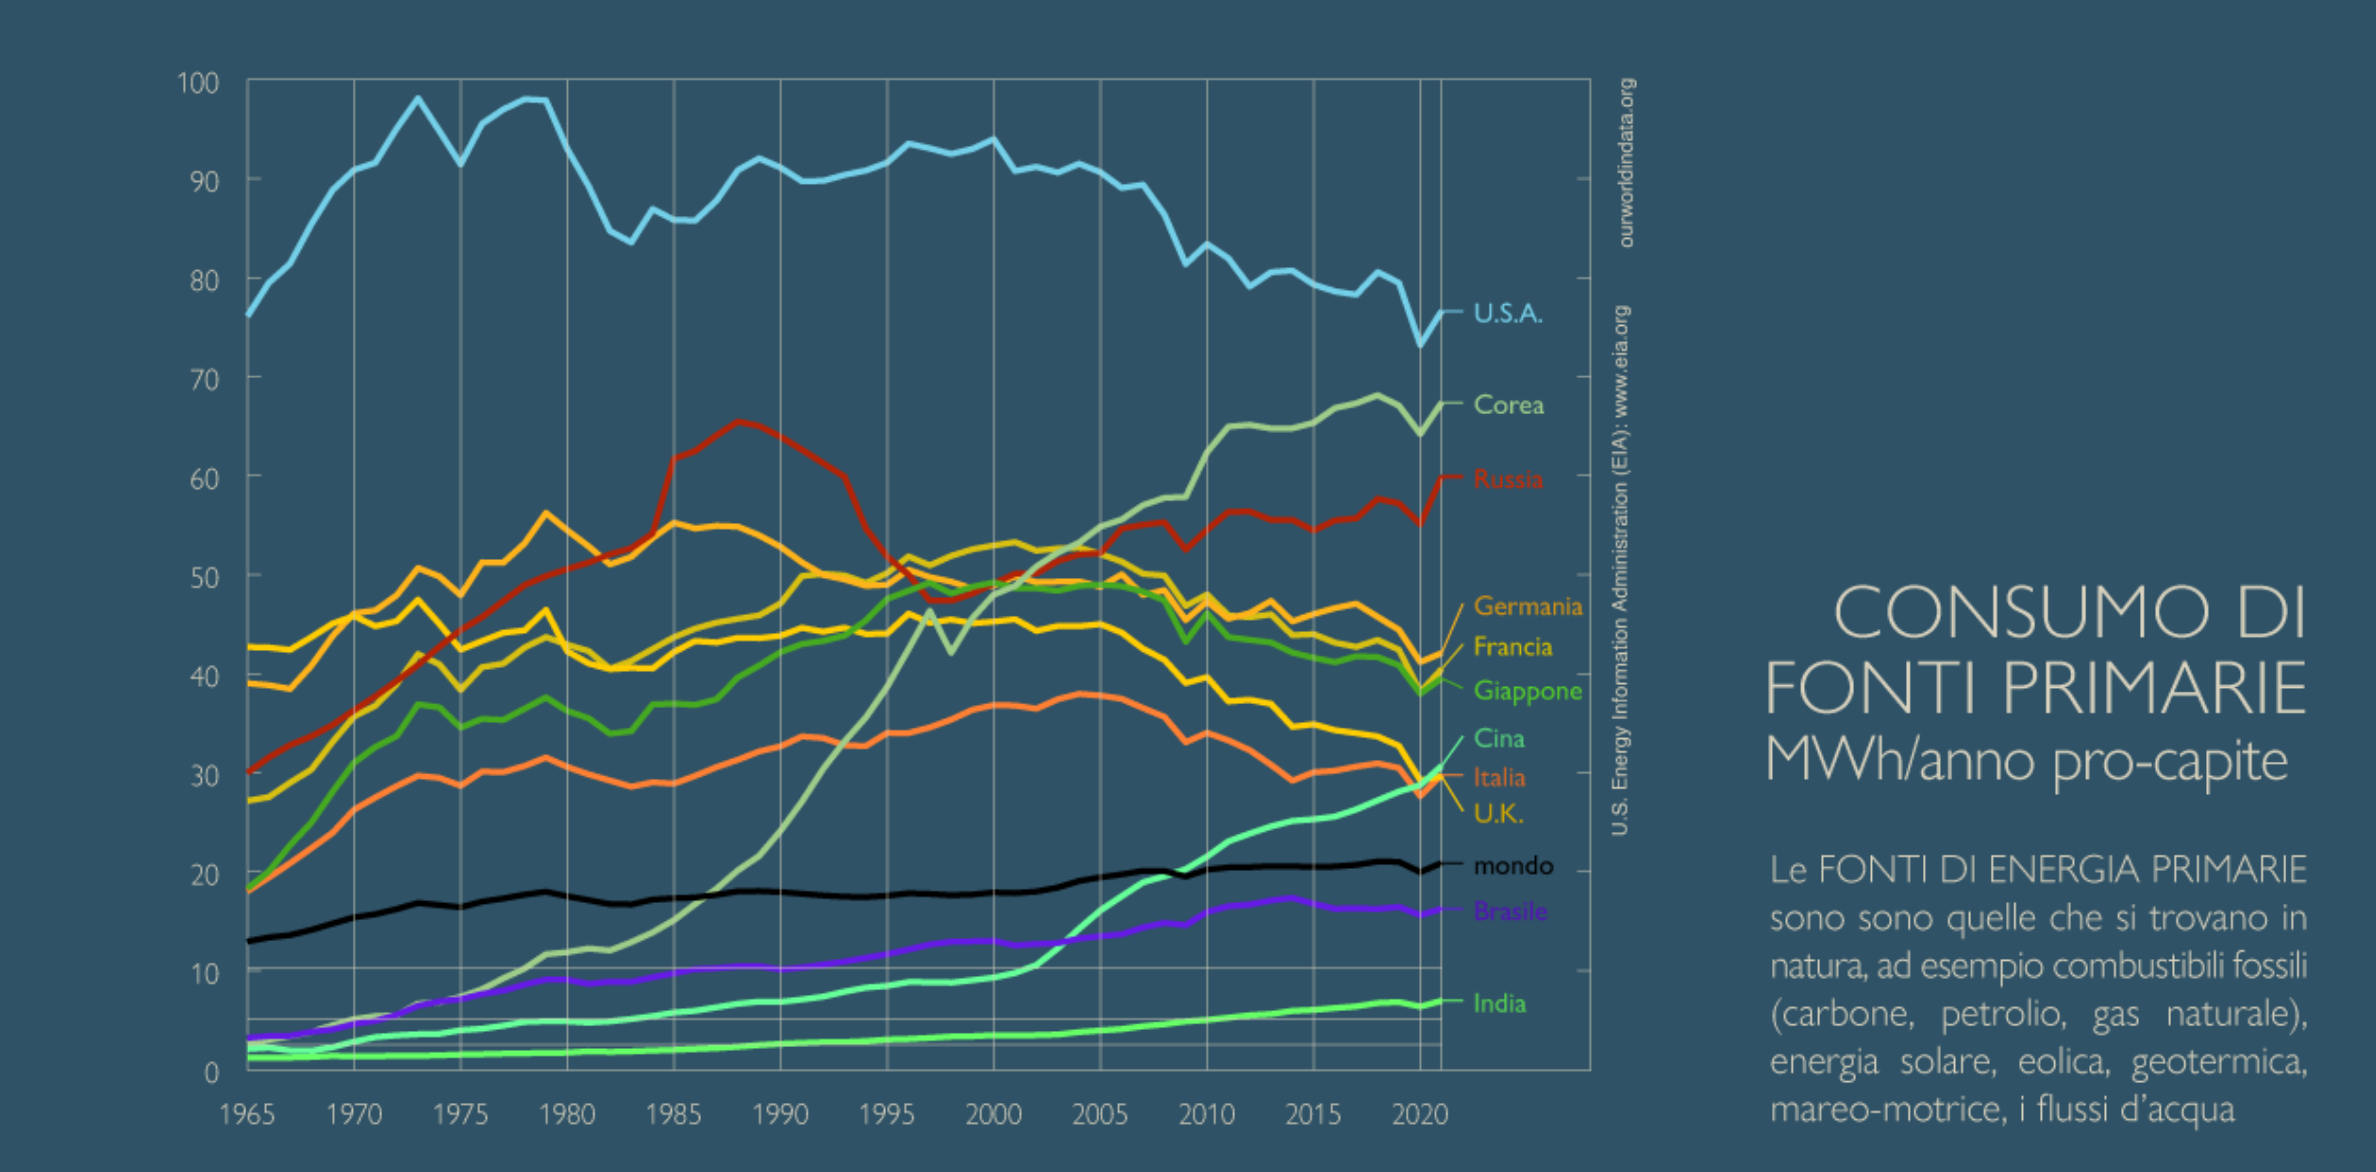 100
90
80
70
60
50
40
30
20
10
0
1965 1970 1975 1980 1985 1990 1995 2000 2005 2010 2015 2020
U.S.A.
Corea
Russia
Germania
Francia
Giappone
Cina
Italia
U.K.
mondo
Brasile
India
U.S. Energy Information Administration (EIA): www.eia.org ourworldindata.org
CONSUMO DI
FONTI PRIMARIE
MWh/anno pro-capite
Le FONTI DI ENERGIA PRIMARIE
sono sono quelle che si trovano in
natura, ad esempio combustibili fossili
(carbone, petrolio, gas naturale),
energia solare, eolica, geotermica,
mareo-motrice, i flussi d’acqua